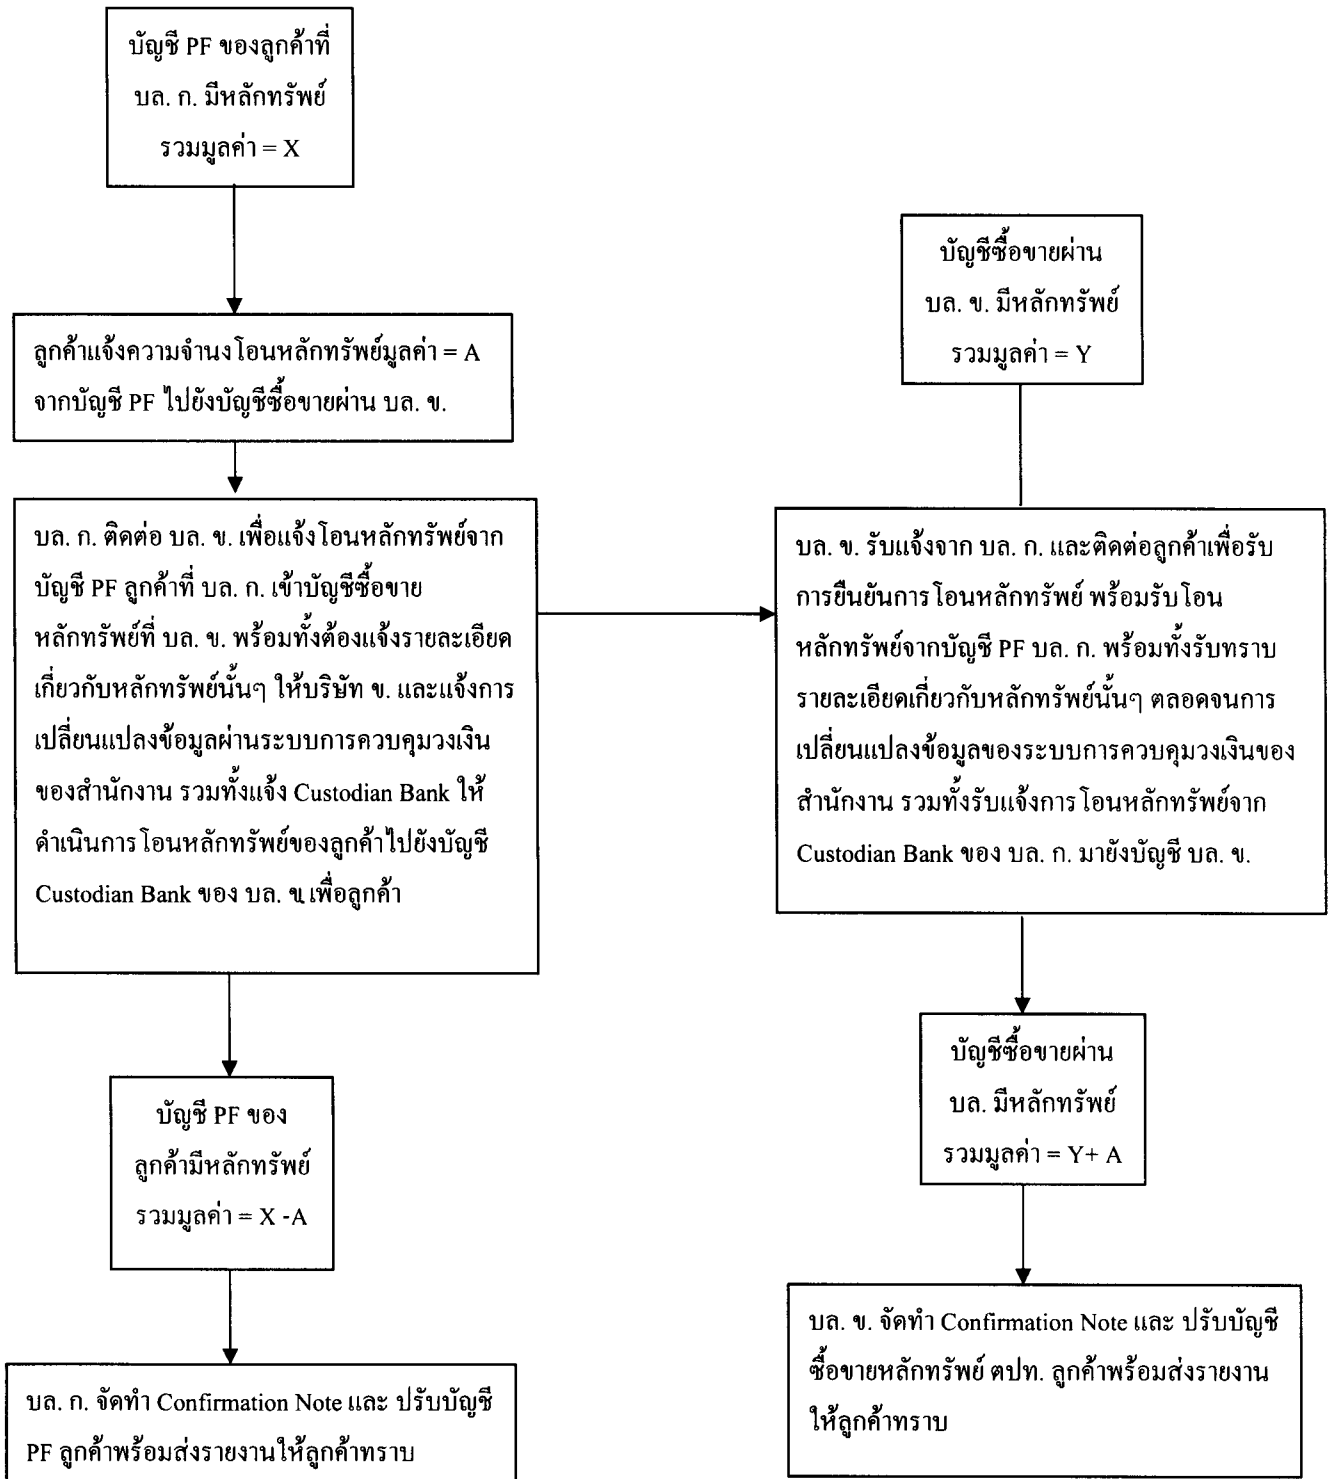 บัญชี PF ของลูกค้าที่
บล. ก. มีหลักทรัพย์
รวมมูลค่า = X
ลูกค้าแจ้งความจำนงโอนหลักทรัพย์มูลค่า = A
จากบัญชี PF ไปยังบัญชีซื้อขายผ่าน บล. ข.
บล. ก. ติดต่อ บล. ข. เพื่อแจ้งโอนหลักทรัพย์จาก
บัญชี PF ลูกค้าที่ บล. ก. เข้าบัญชีซื้อขาย
หลักทรัพย์ที่ บล. ข. พร้อมทั้งต้องแจ้งรายละเอียด
เกี่ยวกับหลักทรัพย์นั้นๆ ให้บริษัท ข. และแจ้งการ
เปลี่ยนแปลงข้อมูลผ่านระบบการควบคุมวงเงิน
ของสำนักงาน รวมทั้งแจ้ง Custodian Bank ให้
ดำเนินการโอนหลักทรัพย์ของลูกค้าไปยังบัญชี
Custodian Bank ของ บล. ข.เพื่อลูกค้า
บัญชี PF ของ
ลูกค้ามีหลักทรัพย์
รวมมูลค่า = X -A
บล. ก. จัดทำ Confirmation Note และ ปรับบัญชี
PF ลูกค้าพร้อมส่งรายงานให้ลูกค้าทราบ
บัญชีซื้อขายผ่าน
บล. ข. มีหลักทรัพย์
รวมมูลค่า = Y
บล. ข. รับแจ้งจาก บล. ก. และติดต่อลูกค้าเพื่อรับ
การยืนยันการโอนหลักทรัพย์ พร้อมรับโอน
หลักทรัพย์จากบัญชี PF บล. ก. พร้อมทั้งรับทราบ
รายละเอียดเกี่ยวกับหลักทรัพย์นั้นๆ ตลอดจนการ
เปลี่ยนแปลงข้อมูลของระบบการควบคุมวงเงินของ
สำนักงาน รวมทั้งรับแจ้งการโอนหลักทรัพย์จาก
Custodian Bank ของ บล. ก. มายังบัญชี บล. ข.
บัญชีซื้อขายผ่าน
บล. มีหลักทรัพย์
รวมมูลค่า = Y+ A
บล. ข. จัดทำ Confirmation Note และ ปรับบัญชี
ซื้อขายหลักทรัพย์ ตปท. ลูกค้าพร้อมส่งรายงาน
ให้ลูกค้าทราบ